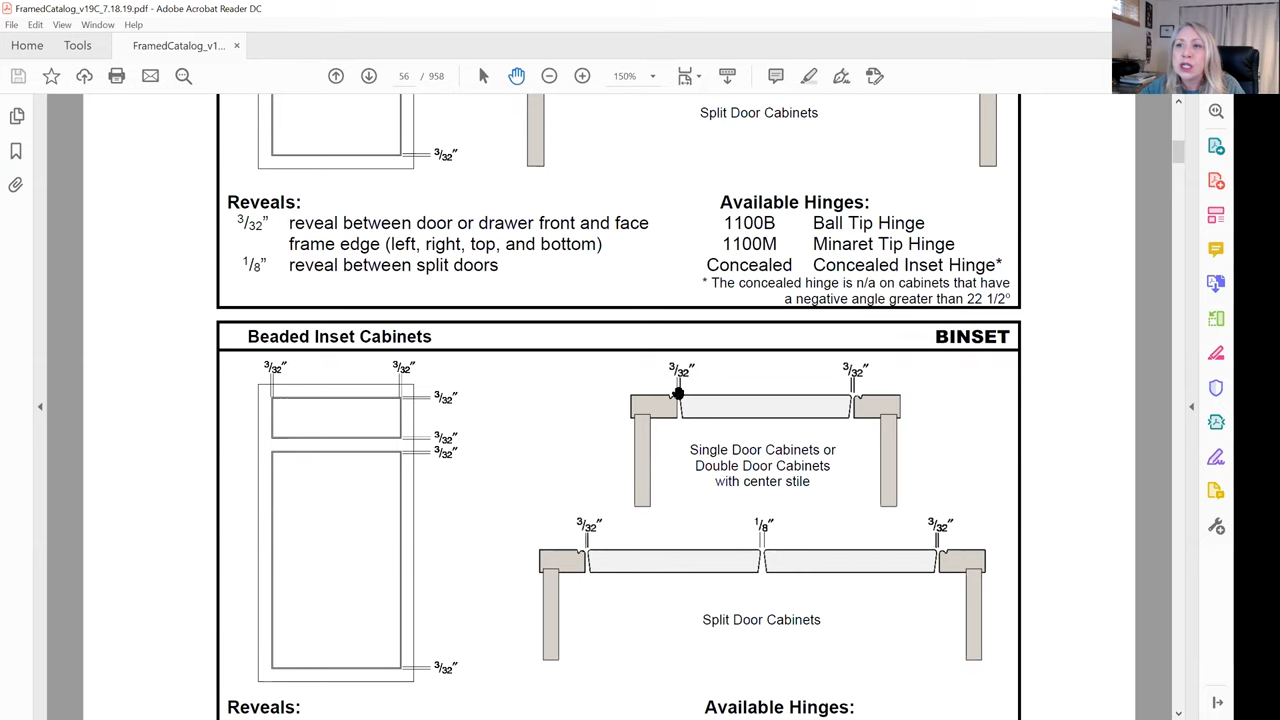 FramedCatalog_v19C_7.18.19.pdf - Adobe Acrobat Reader DC
File Edit View Window Help
Home Tools FramedCatalog_v1... ×
56 / 958 150%
Split Door Cabinets
3/32"
Reveals:
3/32" reveal between door or drawer front and face
frame edge (left, right, top, and bottom)
1/8" reveal between split doors
Available Hinges:
1100B Ball Tip Hinge
1100M Minaret Tip Hinge
Concealed Concealed Inset Hinge*
* The concealed hinge is n/a on cabinets that have
a negative angle greater than 22 1/2°
Beaded Inset Cabinets BINSET
3/32" 3/32"
3/32"
3/32"
3/32"
3/32"
3/32" 3/32"
Single Door Cabinets or
Double Door Cabinets
with center stile
3/32" 1/8" 3/32"
Split Door Cabinets
Reveals: Available Hinges: